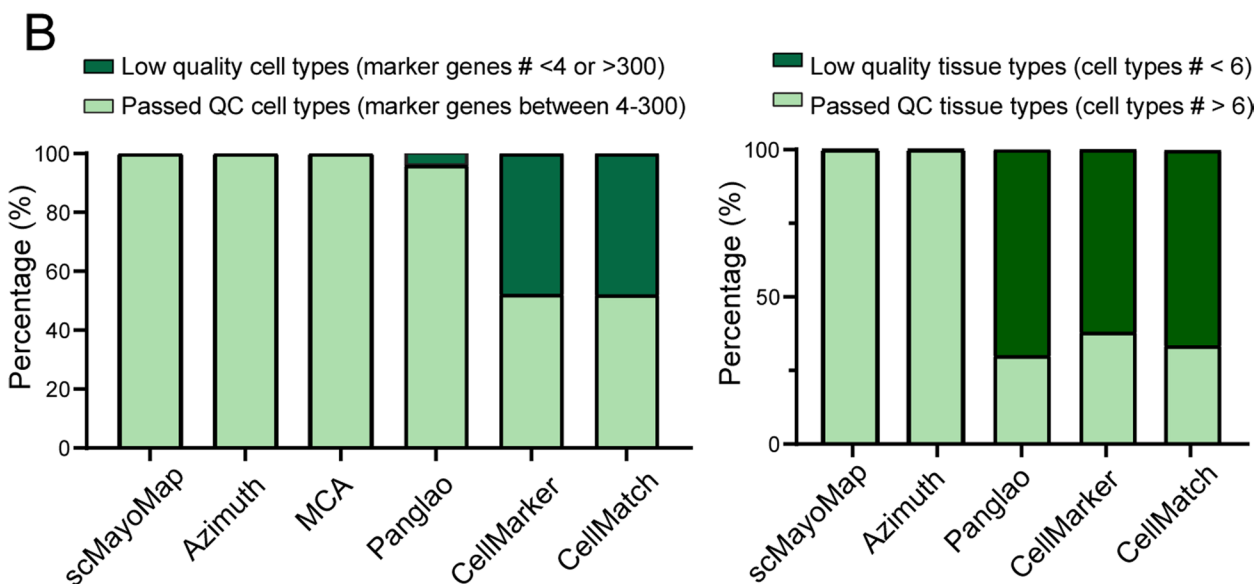 B
Low quality cell types (marker genes # <4 or >300)
Passed QC cell types (marker genes between 4-300)
Percentage (%)
100
80
60
40
20
0
scMayoMap
Azimuth
MCA
Panglao
CellMarker
CellMatch
Low quality tissue types (cell types # < 6)
Passed QC tissue types (cell types # > 6)
Percentage (%)
100
50
0
scMayoMap
Azimuth
Panglao
CellMarker
CellMatch